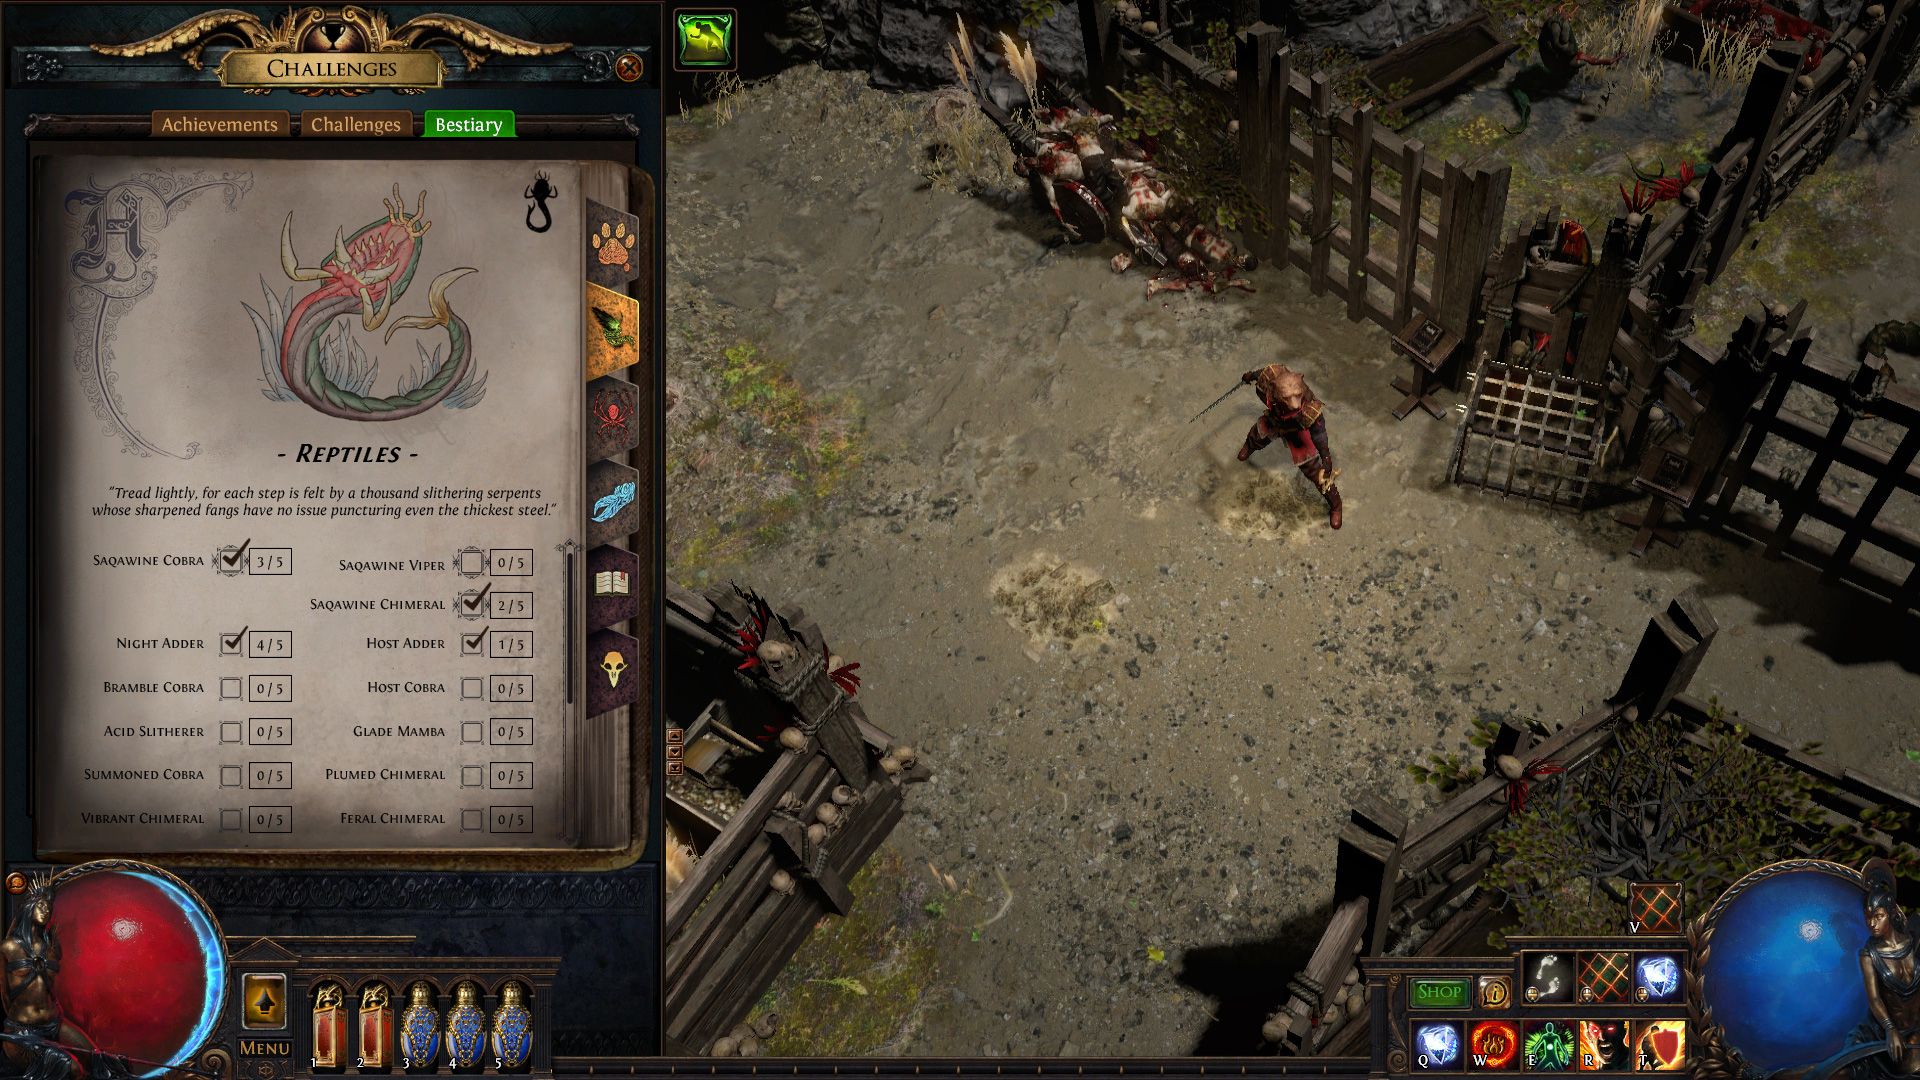 CHALLENGES
Achievements
Challenges
Bestiary
- REPTILES -
"Tread lightly, for each step is felt by a thousand slithering serpents
whose sharpened fangs have no issue puncturing even the thickest steel."
SAQAWINE COBRA 3/5
SAQAWINE VIPER 0/5
SAQAWINE CHIMERAL 2/5
NIGHT ADDER 4/5
HOST ADDER 1/5
BRAMBLE COBRA 0/5
HOST COBRA 0/5
ACID SLITHERER 0/5
GLADE MAMBA 0/5
SUMMONED COBRA 0/5
PLUMED CHIMERAL 0/5
VIBRANT CHIMERAL 0/5
FERAL CHIMERAL 0/5
V
SHOP
MENU
1 2 3 4 5
Q W E R T